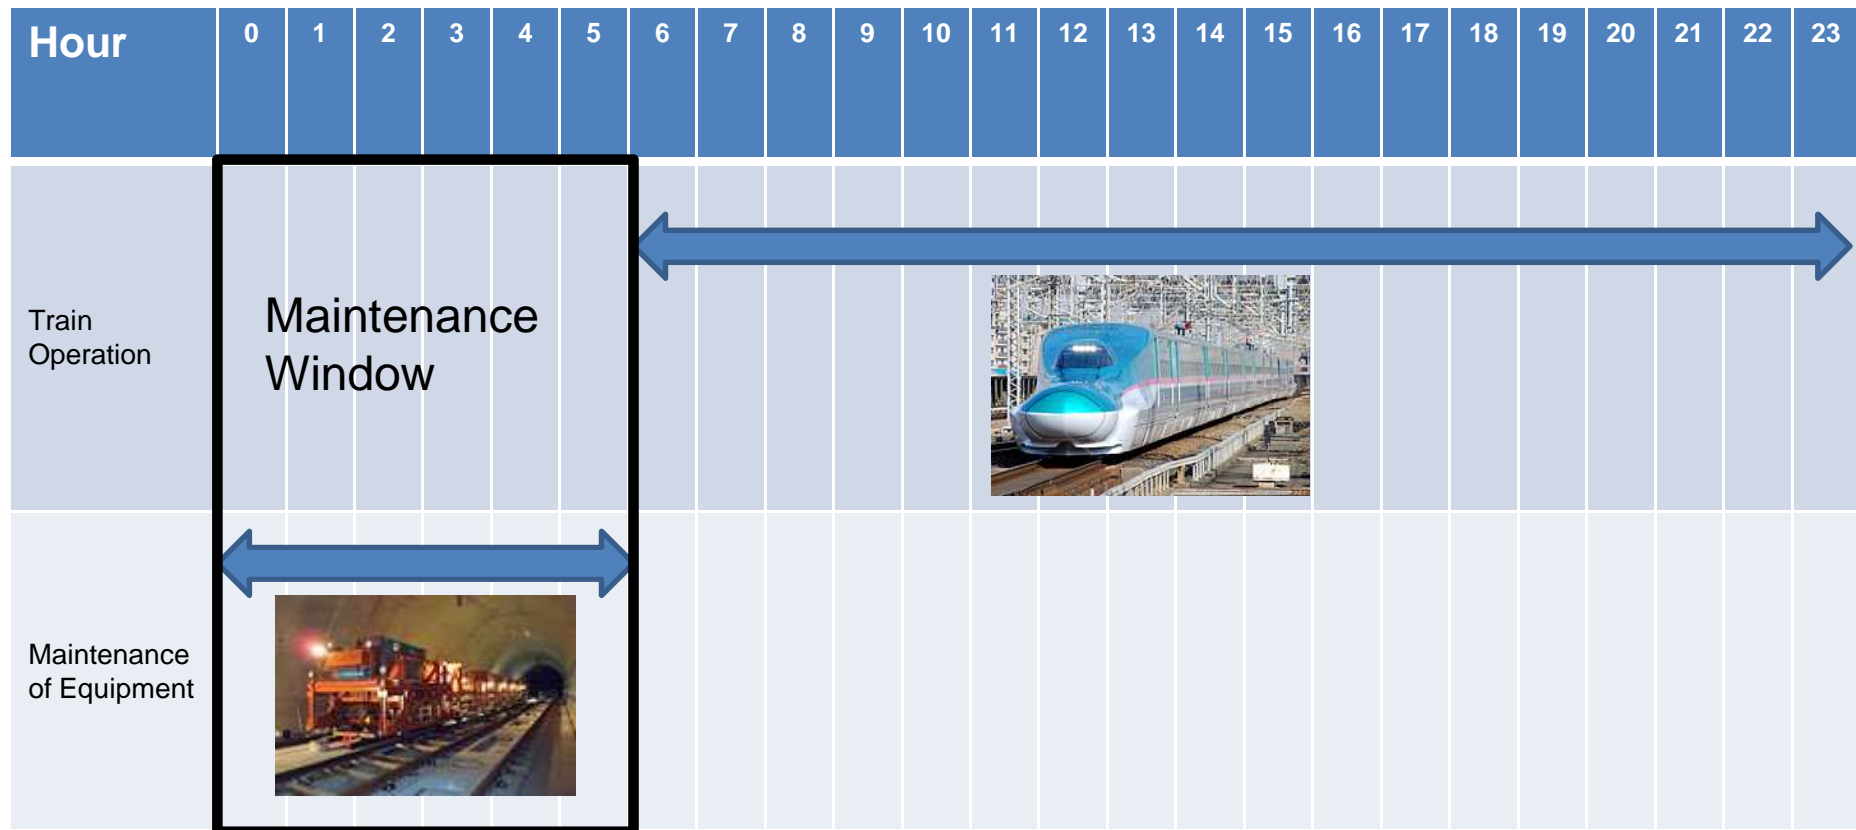 Hour 0 1 2 3 4 5 6 7 8 9 10 11 12 13 14 15 16 17 18 19 20 21 22 23
Train
Operation
Maintenance
Window
Maintenance
of Equipment